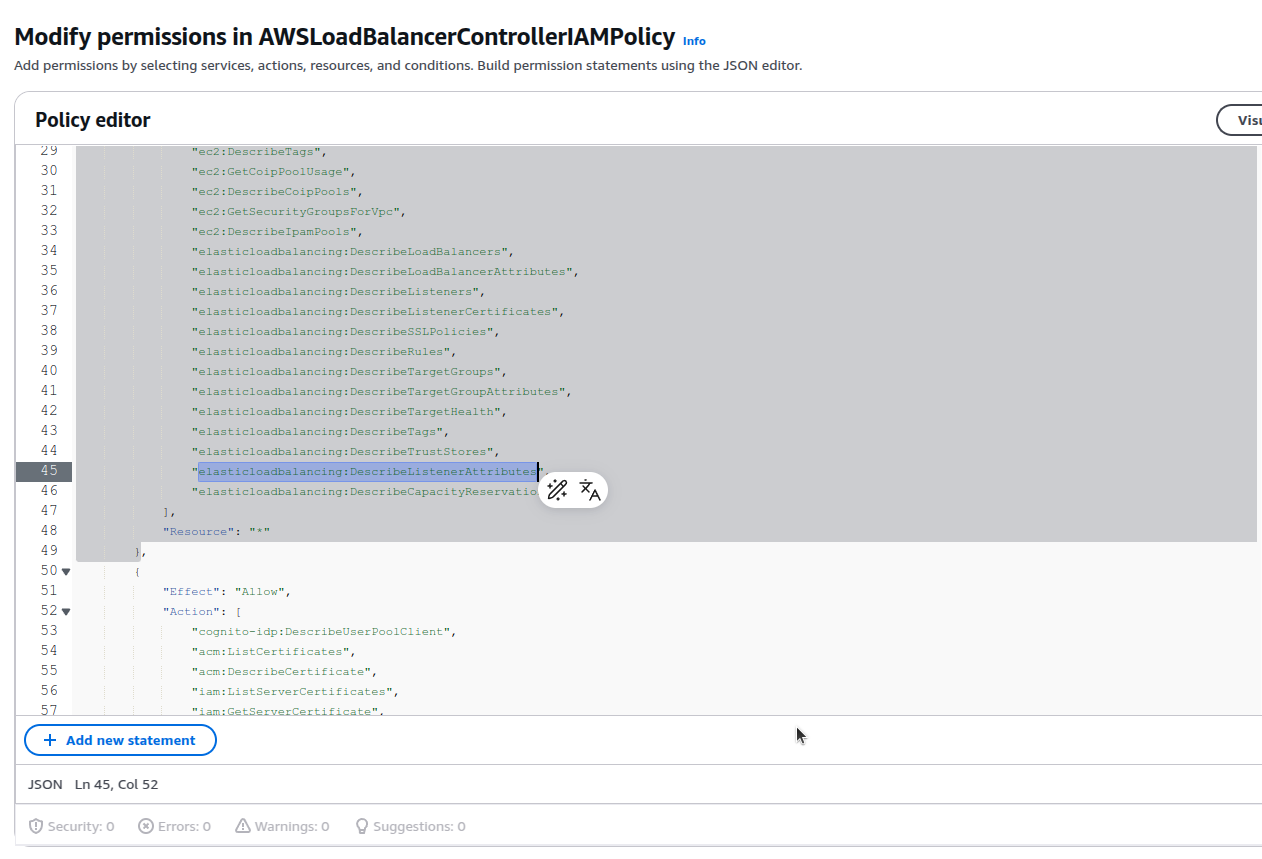 Modify permissions in AWSLoadBalancerControllerIAMPolicy Info
Add permissions by selecting services, actions, resources, and conditions. Build permission statements using the JSON editor.
Policy editor
29 "ec2:DescribeTags",
30 "ec2:GetCoipPoolUsage",
31 "ec2:DescribeCoipPools",
32 "ec2:GetSecurityGroupsForVpc",
33 "ec2:DescribeIpamPools",
34 "elasticloadbalancing:DescribeLoadBalancers",
35 "elasticloadbalancing:DescribeLoadBalancerAttributes",
36 "elasticloadbalancing:DescribeListeners",
37 "elasticloadbalancing:DescribeListenerCertificates",
38 "elasticloadbalancing:DescribeSSLPolicies",
39 "elasticloadbalancing:DescribeRules",
40 "elasticloadbalancing:DescribeTargetGroups",
41 "elasticloadbalancing:DescribeTargetGroupAttributes",
42 "elasticloadbalancing:DescribeTargetHealth",
43 "elasticloadbalancing:DescribeTags",
44 "elasticloadbalancing:DescribeTrustStores",
45 "elasticloadbalancing:DescribeListenerAttributes",
46 "elasticloadbalancing:DescribeCapacityReservatio
47 ],
48 "Resource": "*"
49 },
50 {
51 "Effect": "Allow",
52 "Action": [
53 "cognito-idp:DescribeUserPoolClient",
54 "acm:ListCertificates",
55 "acm:DescribeCertificate",
56 "iam:ListServerCertificates",
57 "iam:GetServerCertificate",
+ Add new statement
JSON Ln 45, Col 52
Security: 0 Errors: 0 Warnings: 0 Suggestions: 0